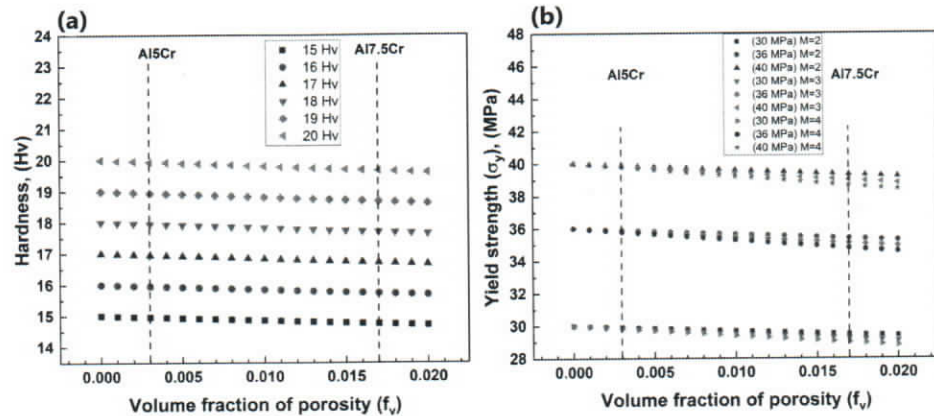 (a)
Al5Cr
Al7.5Cr
15 Hv
16 Hv
17 Hv
18 Hv
19 Hv
20 Hv
24
23
22
21
20
19
18
17
16
15
14
Hardness, (Hv)
0.000 0.005 0.010 0.015 0.020
Volume fraction of porosity (fv)
(b)
(30 MPa) M=2
(36 MPa) M=2
(40 MPa) M=2
(30 MPa) M=3
(36 MPa) M=3
(40 MPa) M=3
(30 MPa) M=4
(36 MPa) M=4
(40 MPa) M=4
Al5Cr
Al7.5Cr
48
46
44
42
40
38
36
34
32
30
28
Yield strength (σy), (MPa)
0.000 0.005 0.010 0.015 0.020
Volume fraction of porosity (fv)